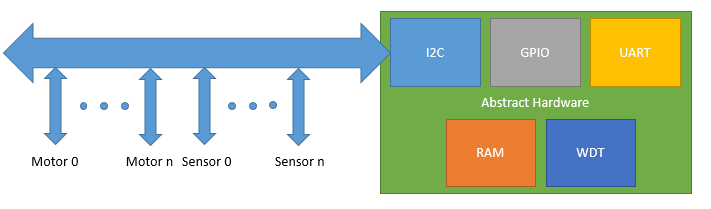 I2C GPIO UART
Abstract Hardware
Motor 0 Motor n Sensor 0 Sensor n
RAM WDT